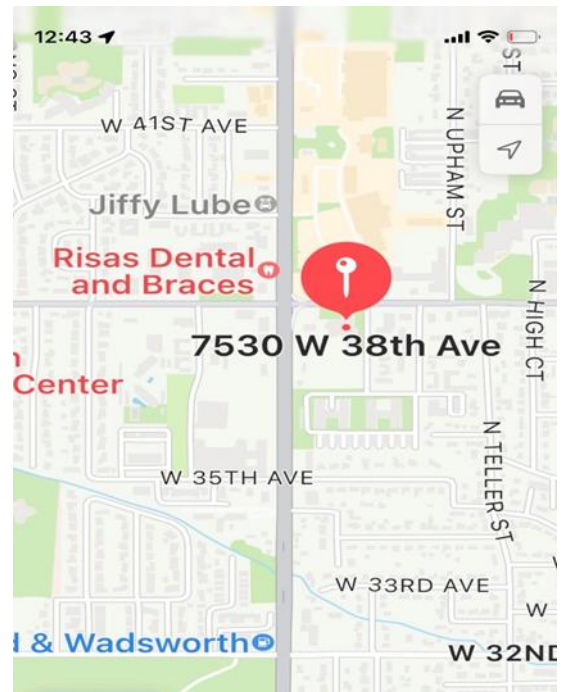 12:43
ST
W 41ST AVE
N UPHAM ST
Jiffy Lube
Risas Dental
and Braces
N HIGH CT
7530 W 38th Ave
Center
N TELLER ST
W 35TH AVE
W 33RD AVE
W
& Wadsworth
W 32ND